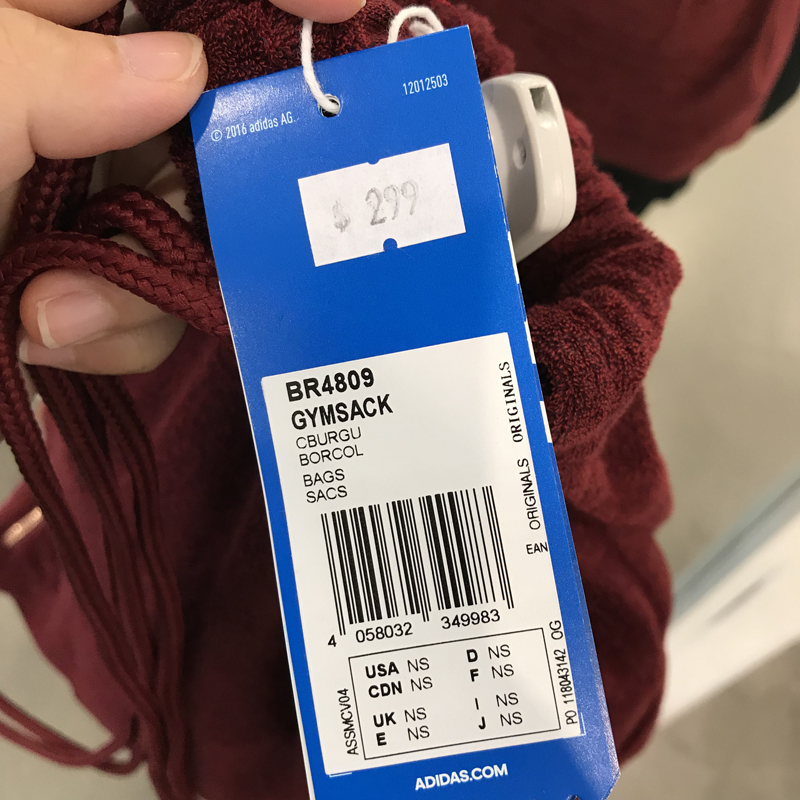 © 2016 adidas AG.
12012503
$ 299
BR4809
GYMSACK
CBURGU
BORCOL
BAGS
SACS
ORIGINALS
ORIGINALS
EAN
4 058032 349983
USA NS D NS
CDN NS F NS
UK NS I NS
E NS J NS
ASSMCV04
PO 118043142 OG
ADIDAS.COM